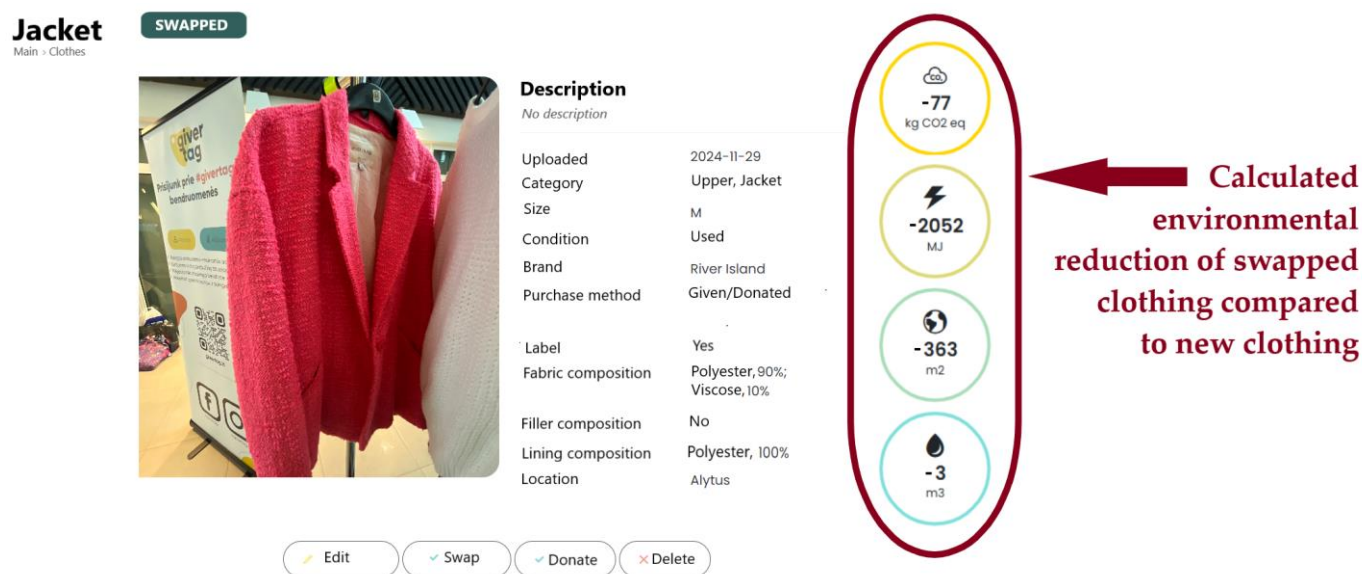 Jacket
SWAPPED
Main > Clothes
giver
tag
Prisijunk prie #givertag
bendruomenės
Description
No description
Uploaded 2024-11-29
Category Upper, Jacket
Size M
Condition Used
Brand River Island
Purchase method Given/Donated
Label Yes
Fabric composition Polyester, 90%;
Viscose, 10%
Filler composition No
Lining composition Polyester, 100%
Location Alytus
Edit
Swap
Donate
Delete
CO2
-77
kg CO2 eq
-2052
MJ
-363
m2
-3
m3
Calculated
environmental
reduction of swapped
clothing compared
to new clothing